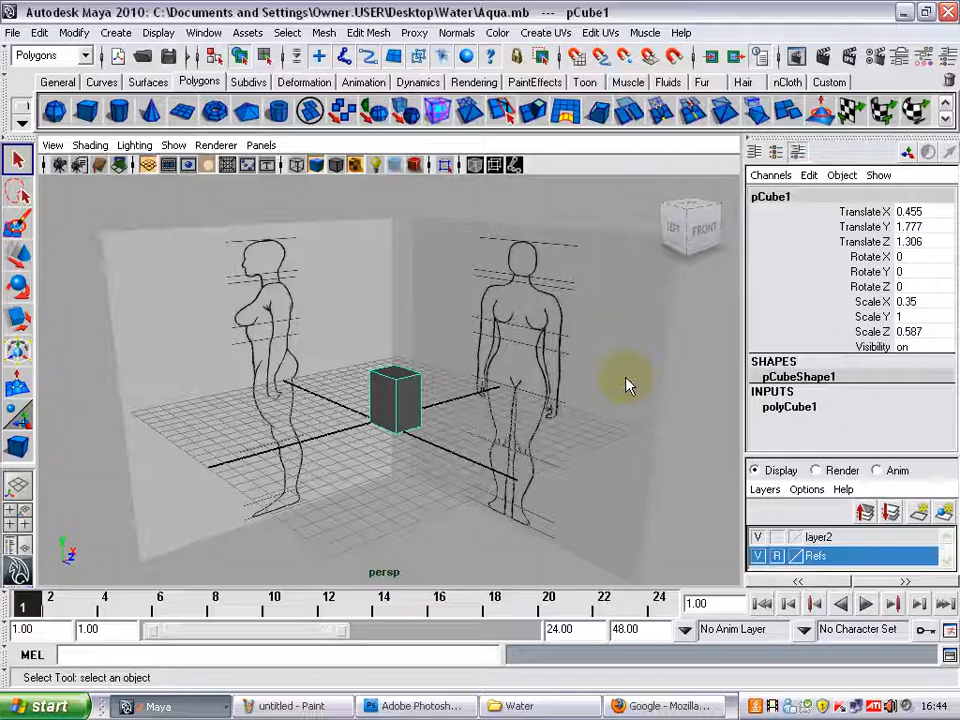 Autodesk Maya 2010: C:\Documents and Settings\Owner.USER\Desktop\Water\Aqua.mb --- pCube1
File Edit Modify Create Display Window Assets Select Mesh Edit Mesh Proxy Normals Color Create UVs Edit UVs Muscle Help
Polygons
General Curves Surfaces Polygons Subdivs Deformation Animation Dynamics Rendering PaintEffects Toon Muscle Fluids Fur Hair nCloth Custom
View Shading Lighting Show Renderer Panels
LEFT FRONT
persp
Channels Edit Object Show
pCube1
Translate X 0.455
Translate Y 1.777
Translate Z 1.306
Rotate X 0
Rotate Y 0
Rotate Z 0
Scale X 0.35
Scale Y 1
Scale Z 0.587
Visibility on
SHAPES
pCubeShape1
INPUTS
polyCube1
Display Render Anim
Layers Options Help
V layer2
V R Refs
<< >>
1 2 4 6 8 10 12 14 16 18 20 22 24 1.00
1.00 1.00 24.00 48.00 No Anim Layer No Character Set
MEL
Select Tool: select an object
start 2 Maya untitled - Paint Adobe Photosh... Water Google - Mozilla... 16:44